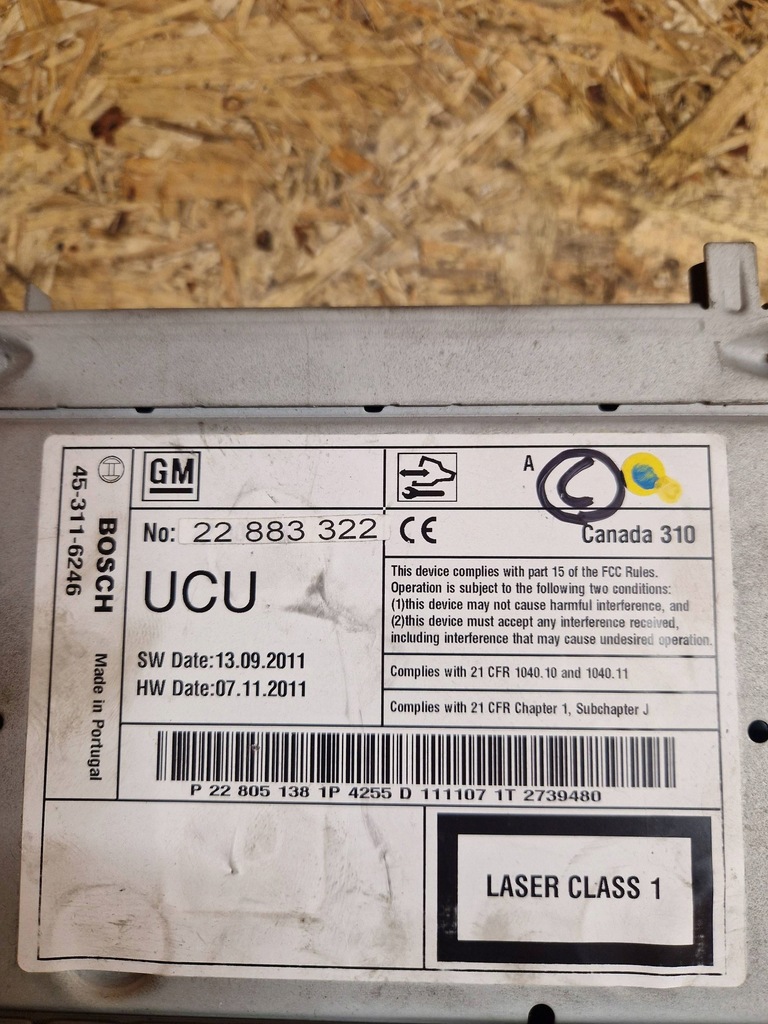 BOSCH
45-311-6246
Made in Portugal
GM
No: 22 883 322
UCU
SW Date:13.09.2011
HW Date:07.11.2011
A
C
CE
Canada 310
This device complies with part 15 of the FCC Rules.
Operation is subject to the following two conditions:
(1)this device may not cause harmful interference, and
(2)this device must accept any interference received,
including interference that may cause undesired operation.
Complies with 21 CFR 1040.10 and 1040.11
Complies with 21 CFR Chapter 1, Subchapter J
P 22 805 138 1P 4255 D 111107 1T 2739480
LASER CLASS 1